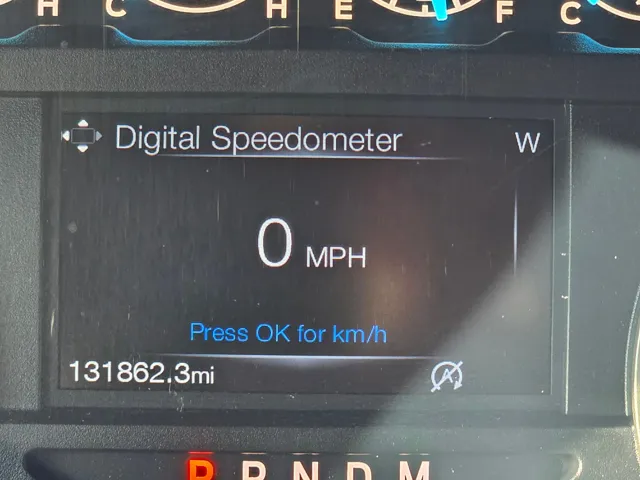 H C H E F C
Digital Speedometer W
0 MPH
Press OK for km/h
131862.3mi
P R N D M